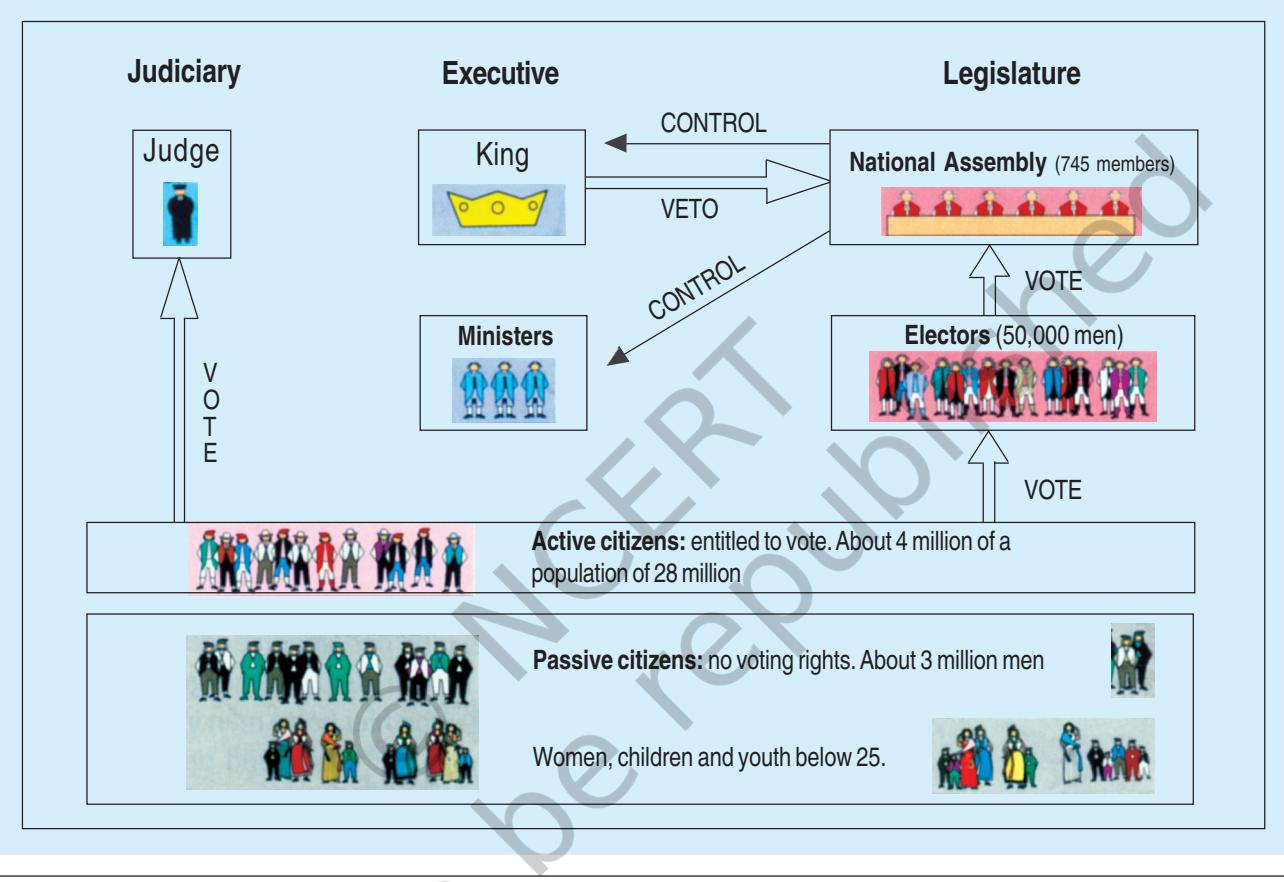 Judiciary
Executive
Legislature
Judge
King
CONTROL
VETO
National Assembly (745 members)
CONTROL
VOTE
Ministers
Electors (50,000 men)
V
O
T
E
VOTE
Active citizens: entitled to vote. About 4 million of a
population of 28 million
Passive citizens: no voting rights. About 3 million men
Women, children and youth below 25.
© NCERT
be republished